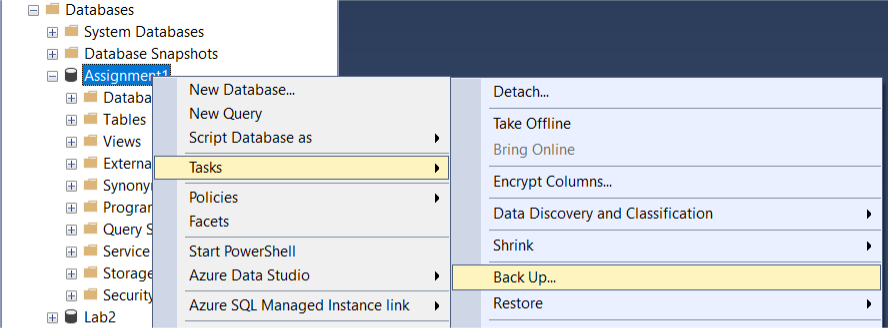 Databases
System Databases
Database Snapshots
Assignment1
Databa
Tables
Views
Externa
Synony
Program
Query S
Service
Storage
Security
Lab2
New Database...
New Query
Script Database as
Tasks
Policies
Facets
Start PowerShell
Azure Data Studio
Azure SQL Managed Instance link
Detach...
Take Offline
Bring Online
Encrypt Columns...
Data Discovery and Classification
Shrink
Back Up...
Restore